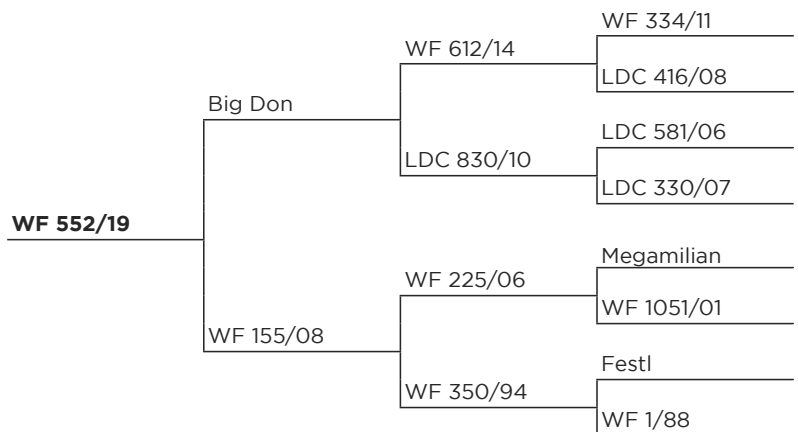 WF 334/11
WF 612/14
LDC 416/08
Big Don
LDC 581/06
LDC 830/10
LDC 330/07
WF 552/19
Megamilian
WF 225/06
WF 1051/01
WF 155/08
Festl
WF 350/94
WF 1/88